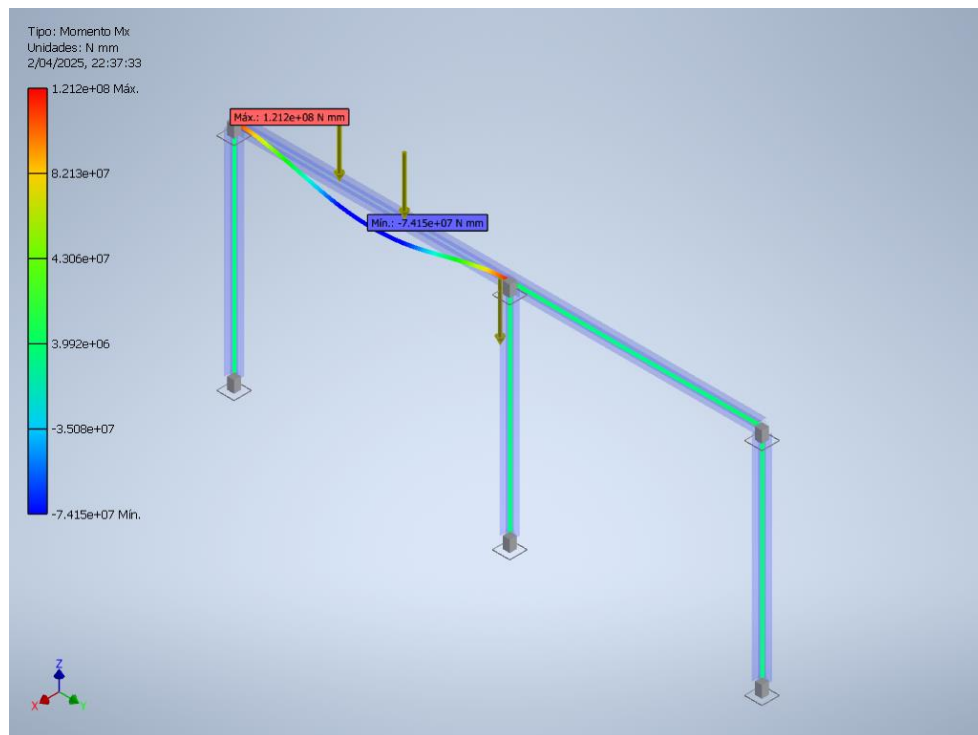 Tipo: Momento Mx
Unidades: N mm
2/04/2025, 22:37:33
1.212e+08 Máx.
Máx.: 1.212e+08 N mm
8.213e+07
Mín.: -7.415e+07 N mm
4.306e+07
3.992e+06
-3.508e+07
-7.415e+07 Mín.
Z
X
Y